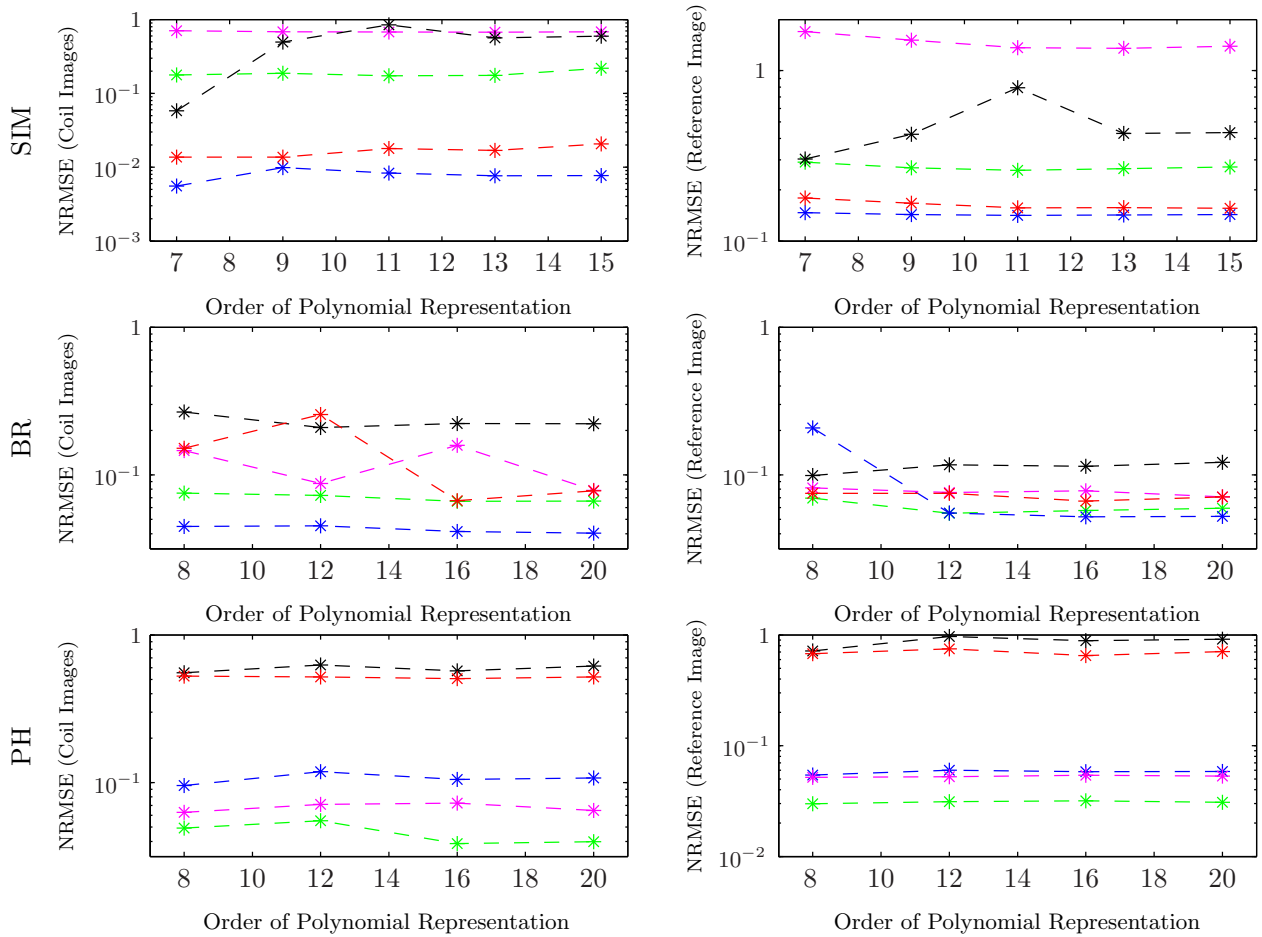 SIM
NRMSE (Coil Images)
1
10⁻¹
10⁻²
10⁻³
7 8 9 10 11 12 13 14 15
Order of Polynomial Representation
NRMSE (Reference Image)
1
10⁻¹
7 8 9 10 11 12 13 14 15
Order of Polynomial Representation
BR
NRMSE (Coil Images)
1
10⁻¹
8 10 12 16 18 20
Order of Polynomial Representation
NRMSE (Reference Image)
1
10⁻¹
8 10 12 16 18 20
Order of Polynomial Representation
PH
NRMSE (Coil Images)
1
10⁻¹
8 10 12 16 18 20
Order of Polynomial Representation
NRMSE (Reference Image)
1
10⁻¹
10⁻²
8 10 12 16 18 20
Order of Polynomial Representation